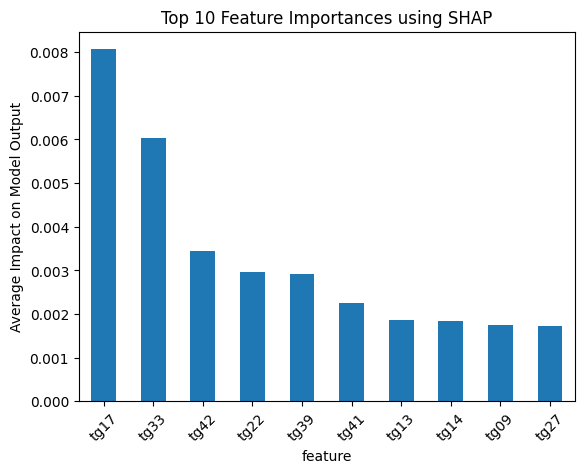 Top 10 Feature Importances using SHAP
Average Impact on Model Output
0.008
0.007
0.006
0.005
0.004
0.003
0.002
0.001
0.000
tg17 tg33 tg42 tg22 tg39 tg41 tg13 tg14 tg09 tg27
feature